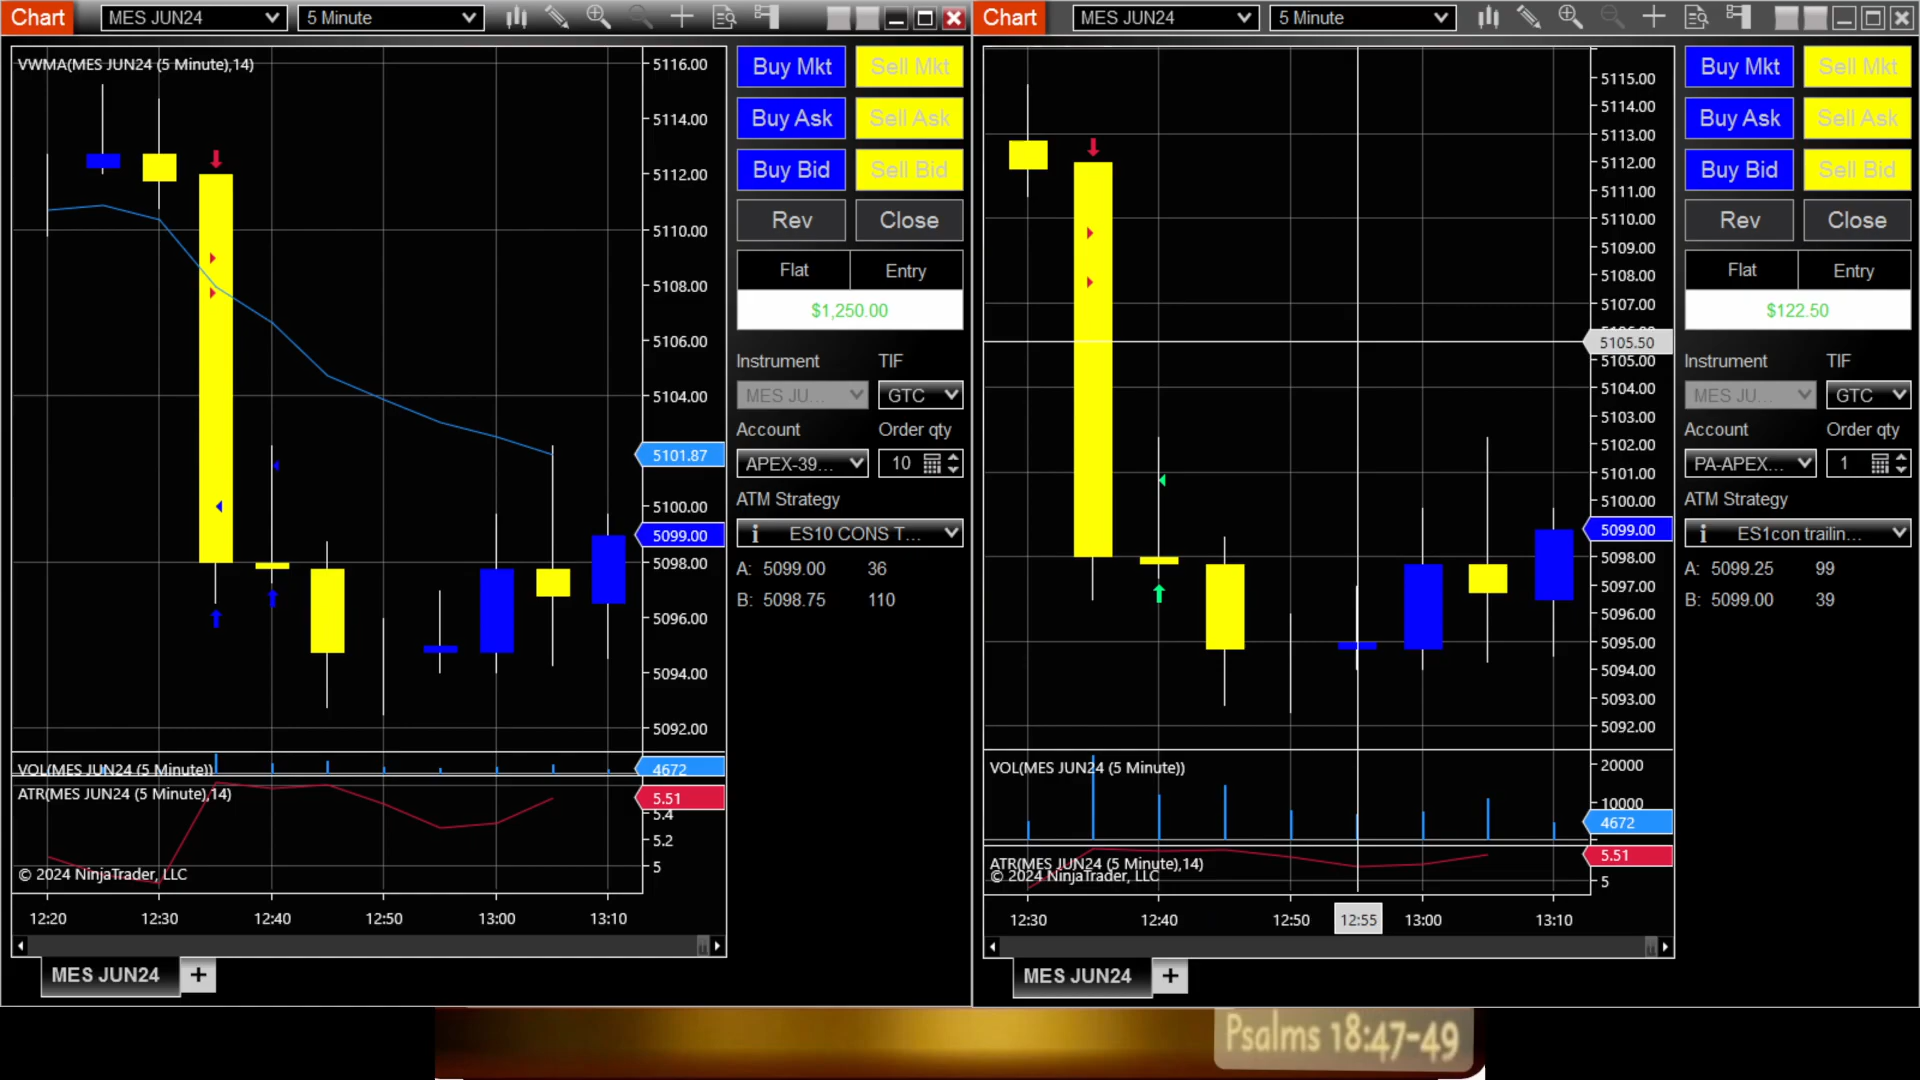 Chart MES JUN24 5 Minute
VWMA(MES JUN24 (5 Minute),14)
5116.00
5114.00
5112.00
5110.00
5108.00
5106.00
5104.00
5101.87
5100.00
5099.00
5098.00
5096.00
5094.00
5092.00
VOL(MES JUN24 (5 Minute))
4672
ATR(MES JUN24 (5 Minute),14)
5.51
5.4
5.2
5
© 2024 NinjaTrader, LLC
12:20 12:30 12:40 12:50 13:00 13:10
MES JUN24 +
Buy Mkt Sell Mkt
Buy Ask Sell Ask
Buy Bid Sell Bid
Rev Close
Flat Entry
$1,250.00
Instrument TIF
MES JU... GTC
Account Order qty
APEX-39... 10
ATM Strategy
i ES10 CONS T...
A: 5099.00 36
B: 5098.75 110
Chart MES JUN24 5 Minute
5115.00
5114.00
5113.00
5112.00
5111.00
5110.00
5109.00
5108.00
5107.00
5105.50
5105.00
5104.00
5103.00
5102.00
5101.00
5100.00
5099.00
5098.00
5097.00
5096.00
5095.00
5094.00
5093.00
5092.00
VOL(MES JUN24 (5 Minute))
20000
10000
4672
ATR(MES JUN24 (5 Minute),14)
5.51
5
© 2024 NinjaTrader, LLC
12:30 12:40 12:50 12:55 13:00 13:10
MES JUN24 +
Buy Mkt Sell Mkt
Buy Ask Sell Ask
Buy Bid Sell Bid
Rev Close
Flat Entry
$122.50
Instrument TIF
MES JU... GTC
Account Order qty
PA-APEX... 1
ATM Strategy
i ES1con trailin...
A: 5099.25 99
B: 5099.00 39
Psalms 18:47-49